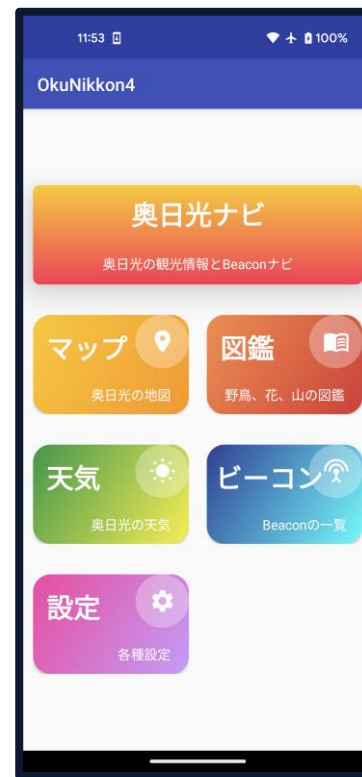 11:53 100%
OkuNikkon4
奥日光ナビ
奥日光の観光情報とBeaconナビ
マップ
奥日光の地図
図鑑
野鳥、花、山の図鑑
天気
奥日光の天気
ビーコン
Beaconの一覧
設定
各種設定